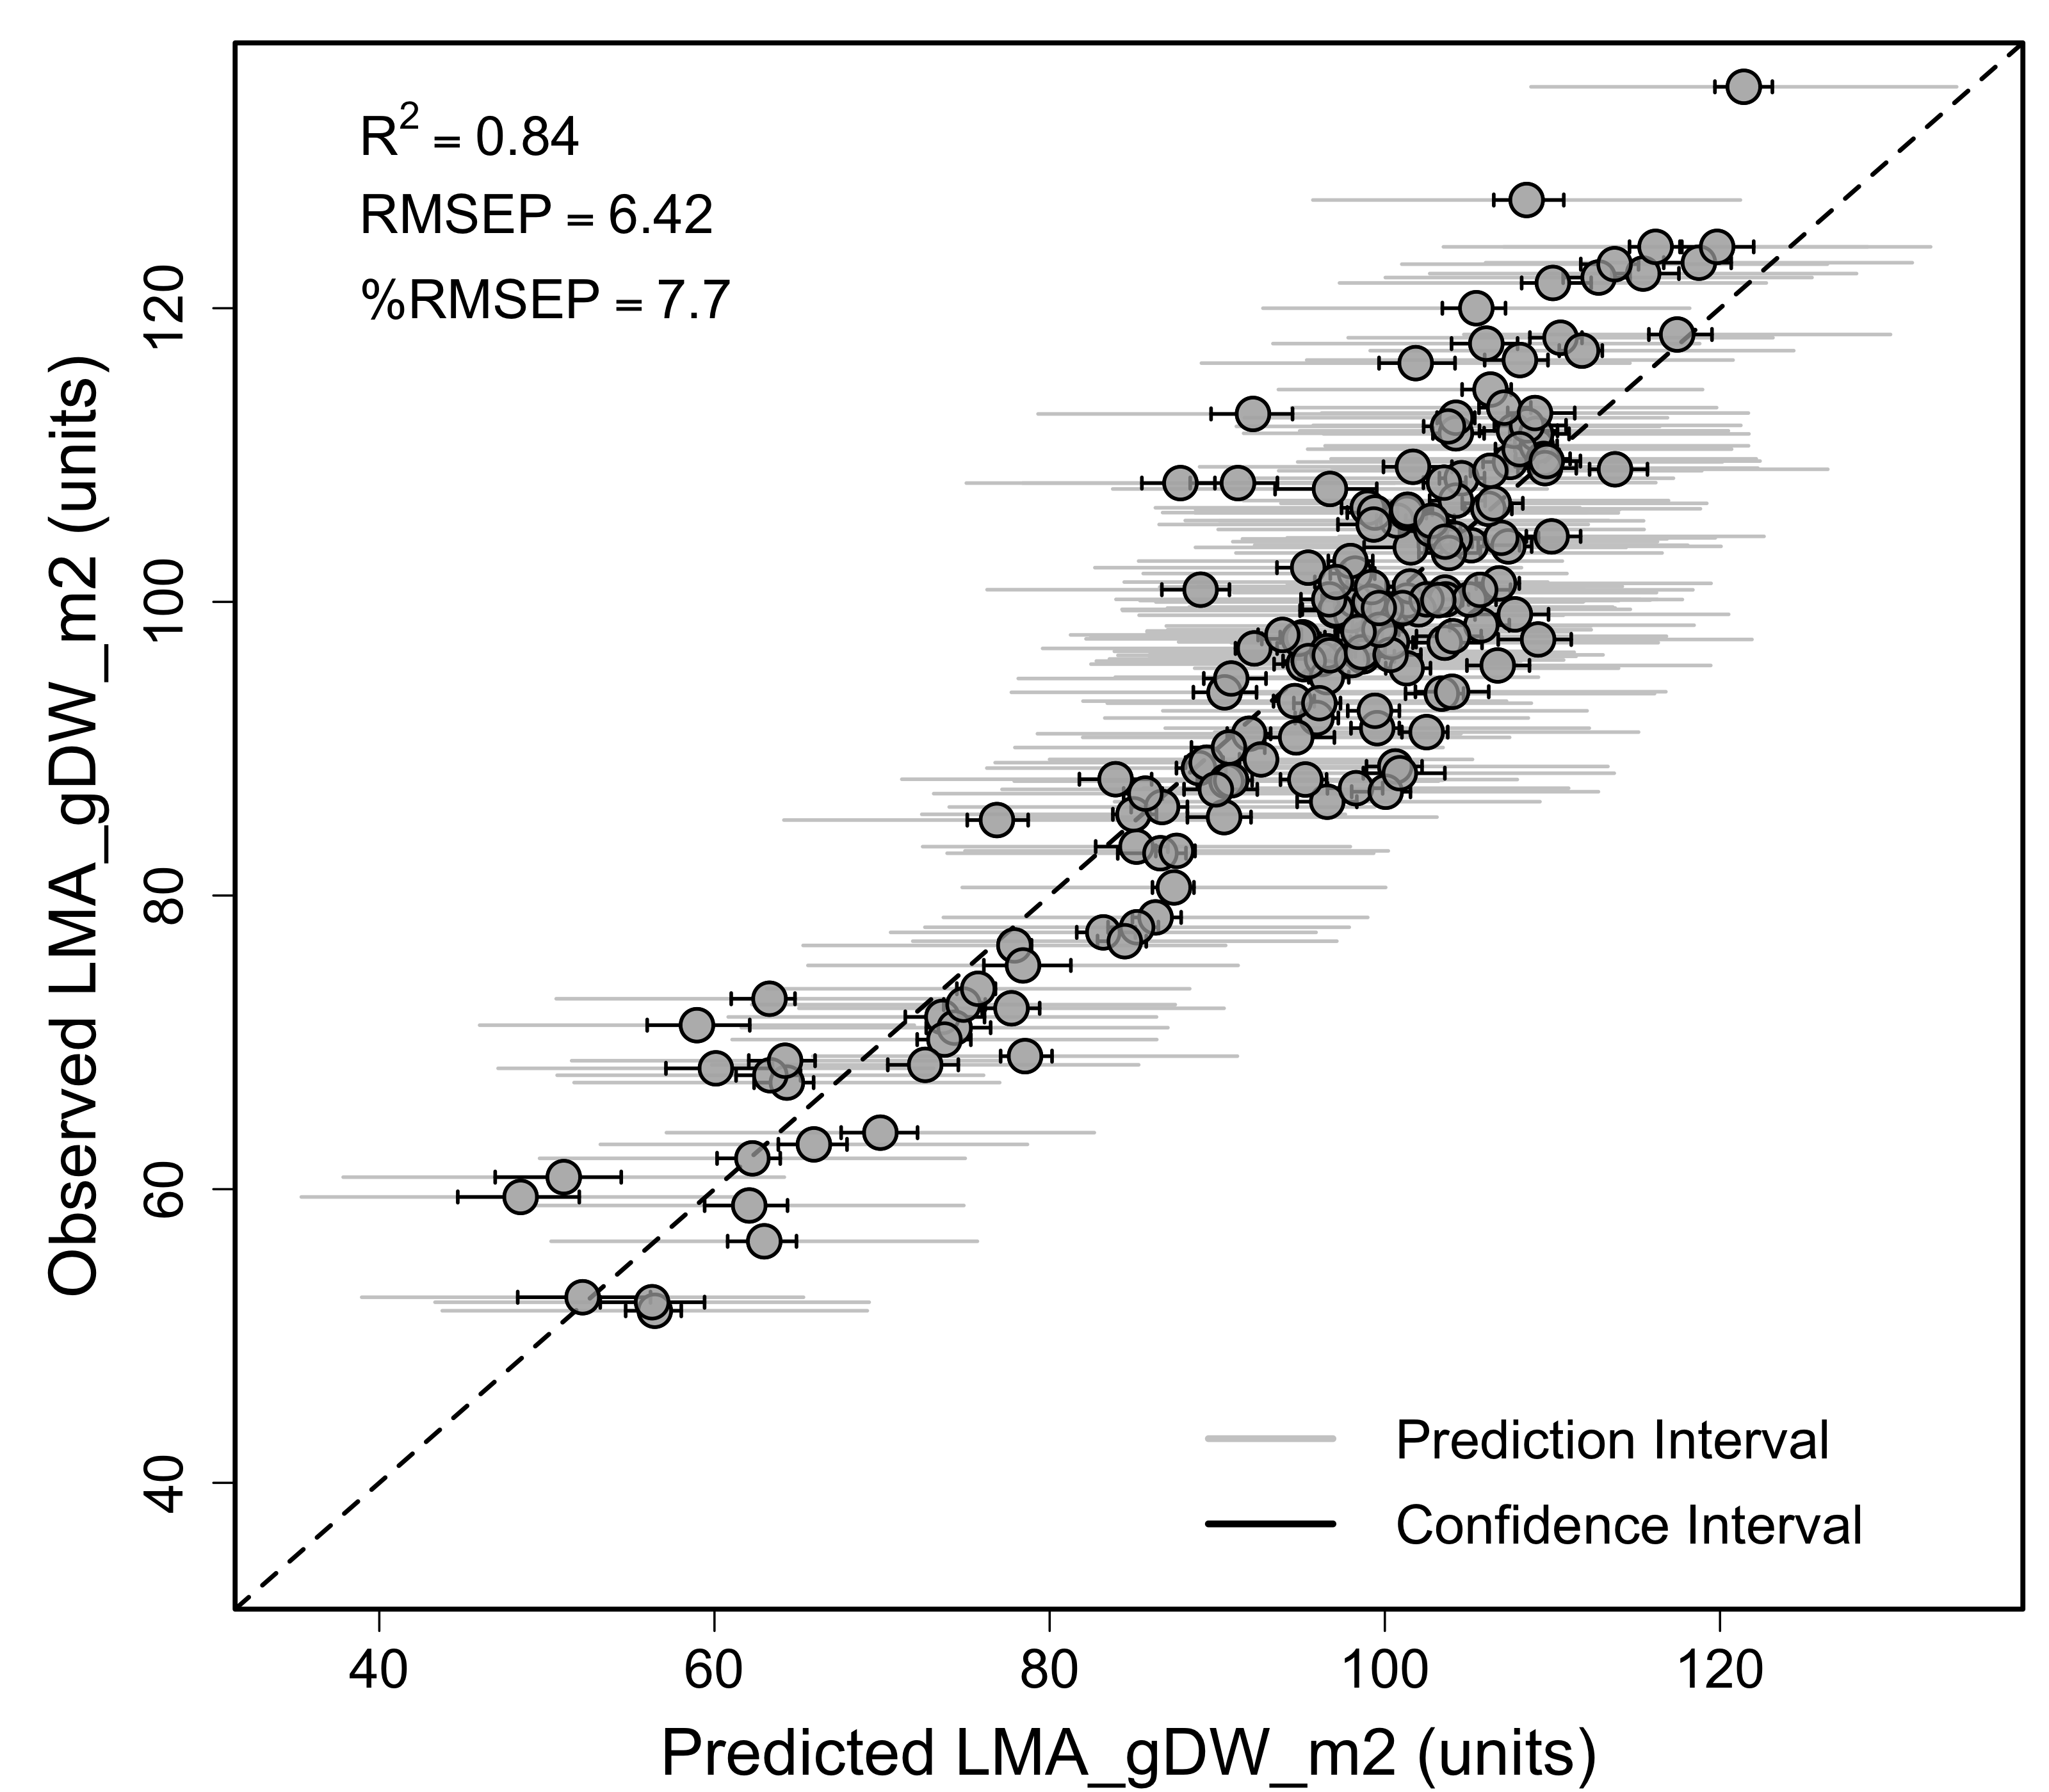 R2 = 0.84
RMSEP = 6.42
%RMSEP = 7.7
Observed LMA_gDW_m2 (units)
120
100
80
60
40
Prediction Interval
Confidence Interval
40 60 80 100 120
Predicted LMA_gDW_m2 (units)